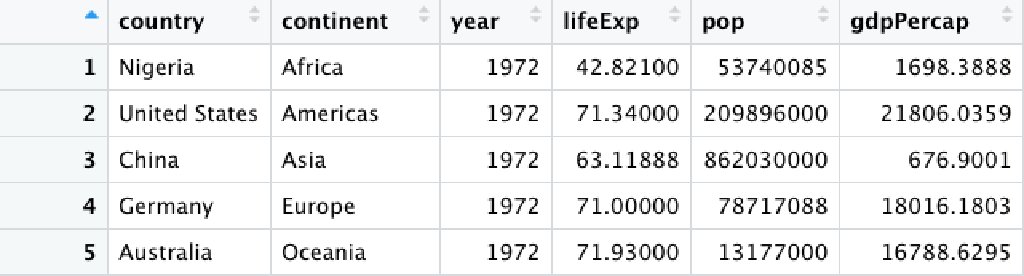 country continent year lifeExp pop gdpPercap
1 Nigeria Africa 1972 42.82100 53740085 1698.3888
2 United States Americas 1972 71.34000 209896000 21806.0359
3 China Asia 1972 63.11888 862030000 676.9001
4 Germany Europe 1972 71.00000 78717088 18016.1803
5 Australia Oceania 1972 71.93000 13177000 16788.6295